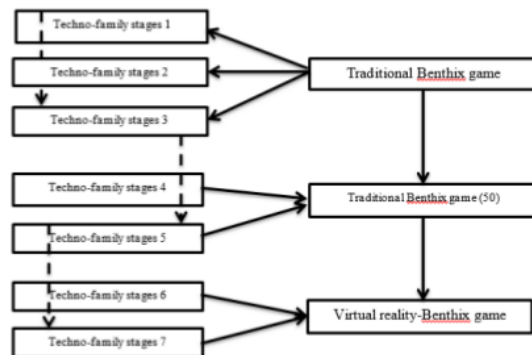 Techno-family stages 1
Techno-family stages 2
Traditional Benthix game
Techno-family stages 3
Techno-family stages 4
Traditional Benthix game (50)
Techno-family stages 5
Techno-family stages 6
Virtual reality-Benthix game
Techno-family stages 7